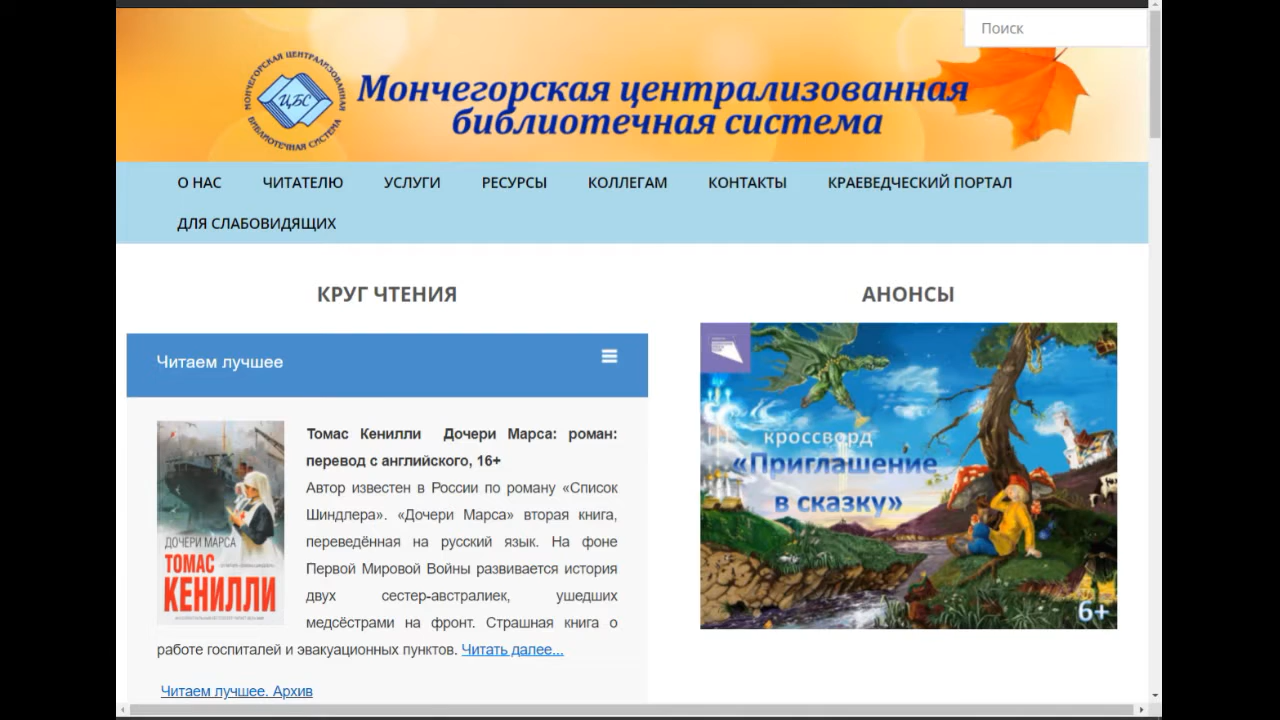 Поиск
МОНЧЕГОРСКАЯ ЦЕНТРАЛИЗОВАННАЯ
ЦБС
БИБЛИОТЕЧНАЯ СИСТЕМА
Мончегорская централизованная
библиотечная система
О НАС ЧИТАТЕЛЮ УСЛУГИ РЕСУРСЫ КОЛЛЕГАМ КОНТАКТЫ КРАЕВЕДЧЕСКИЙ ПОРТАЛ
ДЛЯ СЛАБОВИДЯЩИХ
КРУГ ЧТЕНИЯ
Читаем лучшее
ДОЧЕРИ МАРСА
ТОМАС
КЕНИЛЛИ
Томас Кенилли Дочери Марса: роман:
перевод с английского, 16+
Автор известен в России по роману «Список
Шиндлера». «Дочери Марса» вторая книга,
переведённая на русский язык. На фоне
Первой Мировой Войны развивается история
двух сестер-австралиек, ушедших
медсёстрами на фронт. Страшная книга о
работе госпиталей и эвакуационных пунктов. Читать далее...
Читаем лучшее. Архив
АНОНСЫ
кроссворд
«Приглашение
в сказку»
6+